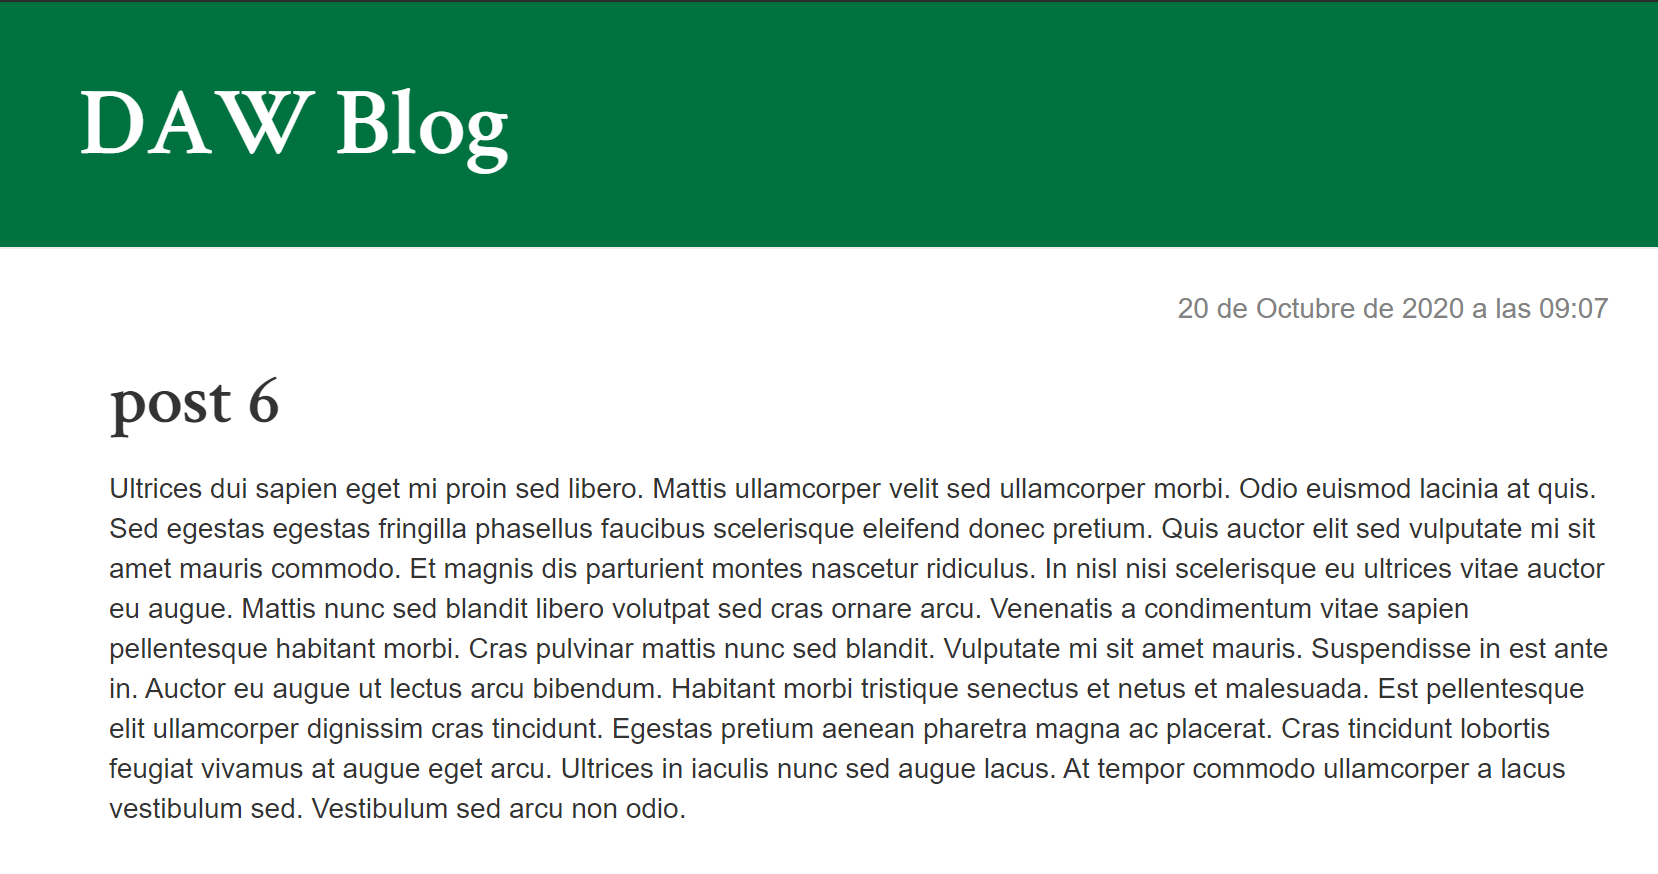 DAW Blog
20 de Octubre de 2020 a las 09:07
post 6
Ultrices dui sapien eget mi proin sed libero. Mattis ullamcorper velit sed ullamcorper morbi. Odio euismod lacinia at quis.
Sed egestas egestas fringilla phasellus faucibus scelerisque eleifend donec pretium. Quis auctor elit sed vulputate mi sit
amet mauris commodo. Et magnis dis parturient montes nascetur ridiculus. In nisl nisi scelerisque eu ultrices vitae auctor
eu augue. Mattis nunc sed blandit libero volutpat sed cras ornare arcu. Venenatis a condimentum vitae sapien
pellentesque habitant morbi. Cras pulvinar mattis nunc sed blandit. Vulputate mi sit amet mauris. Suspendisse in est ante
in. Auctor eu augue ut lectus arcu bibendum. Habitant morbi tristique senectus et netus et malesuada. Est pellentesque
elit ullamcorper dignissim cras tincidunt. Egestas pretium aenean pharetra magna ac placerat. Cras tincidunt lobortis
feugiat vivamus at augue eget arcu. Ultrices in iaculis nunc sed augue lacus. At tempor commodo ullamcorper a lacus
vestibulum sed. Vestibulum sed arcu non odio.